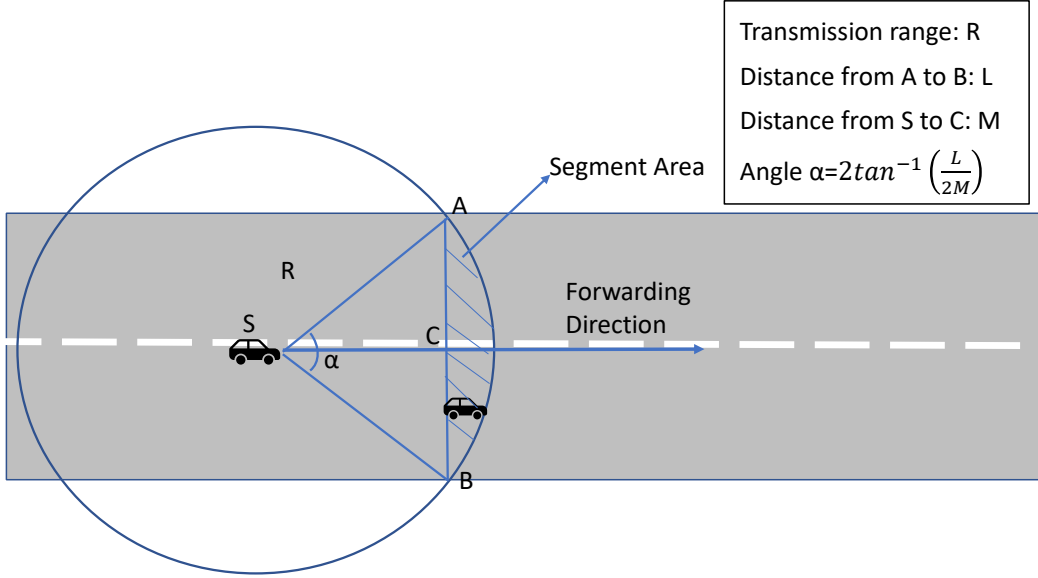 Transmission range: R
Distance from A to B: L
Distance from S to C: M
Angle α=2tan⁻¹(L/2M)
Segment Area
A
R
Forwarding
Direction
S
C
α
B